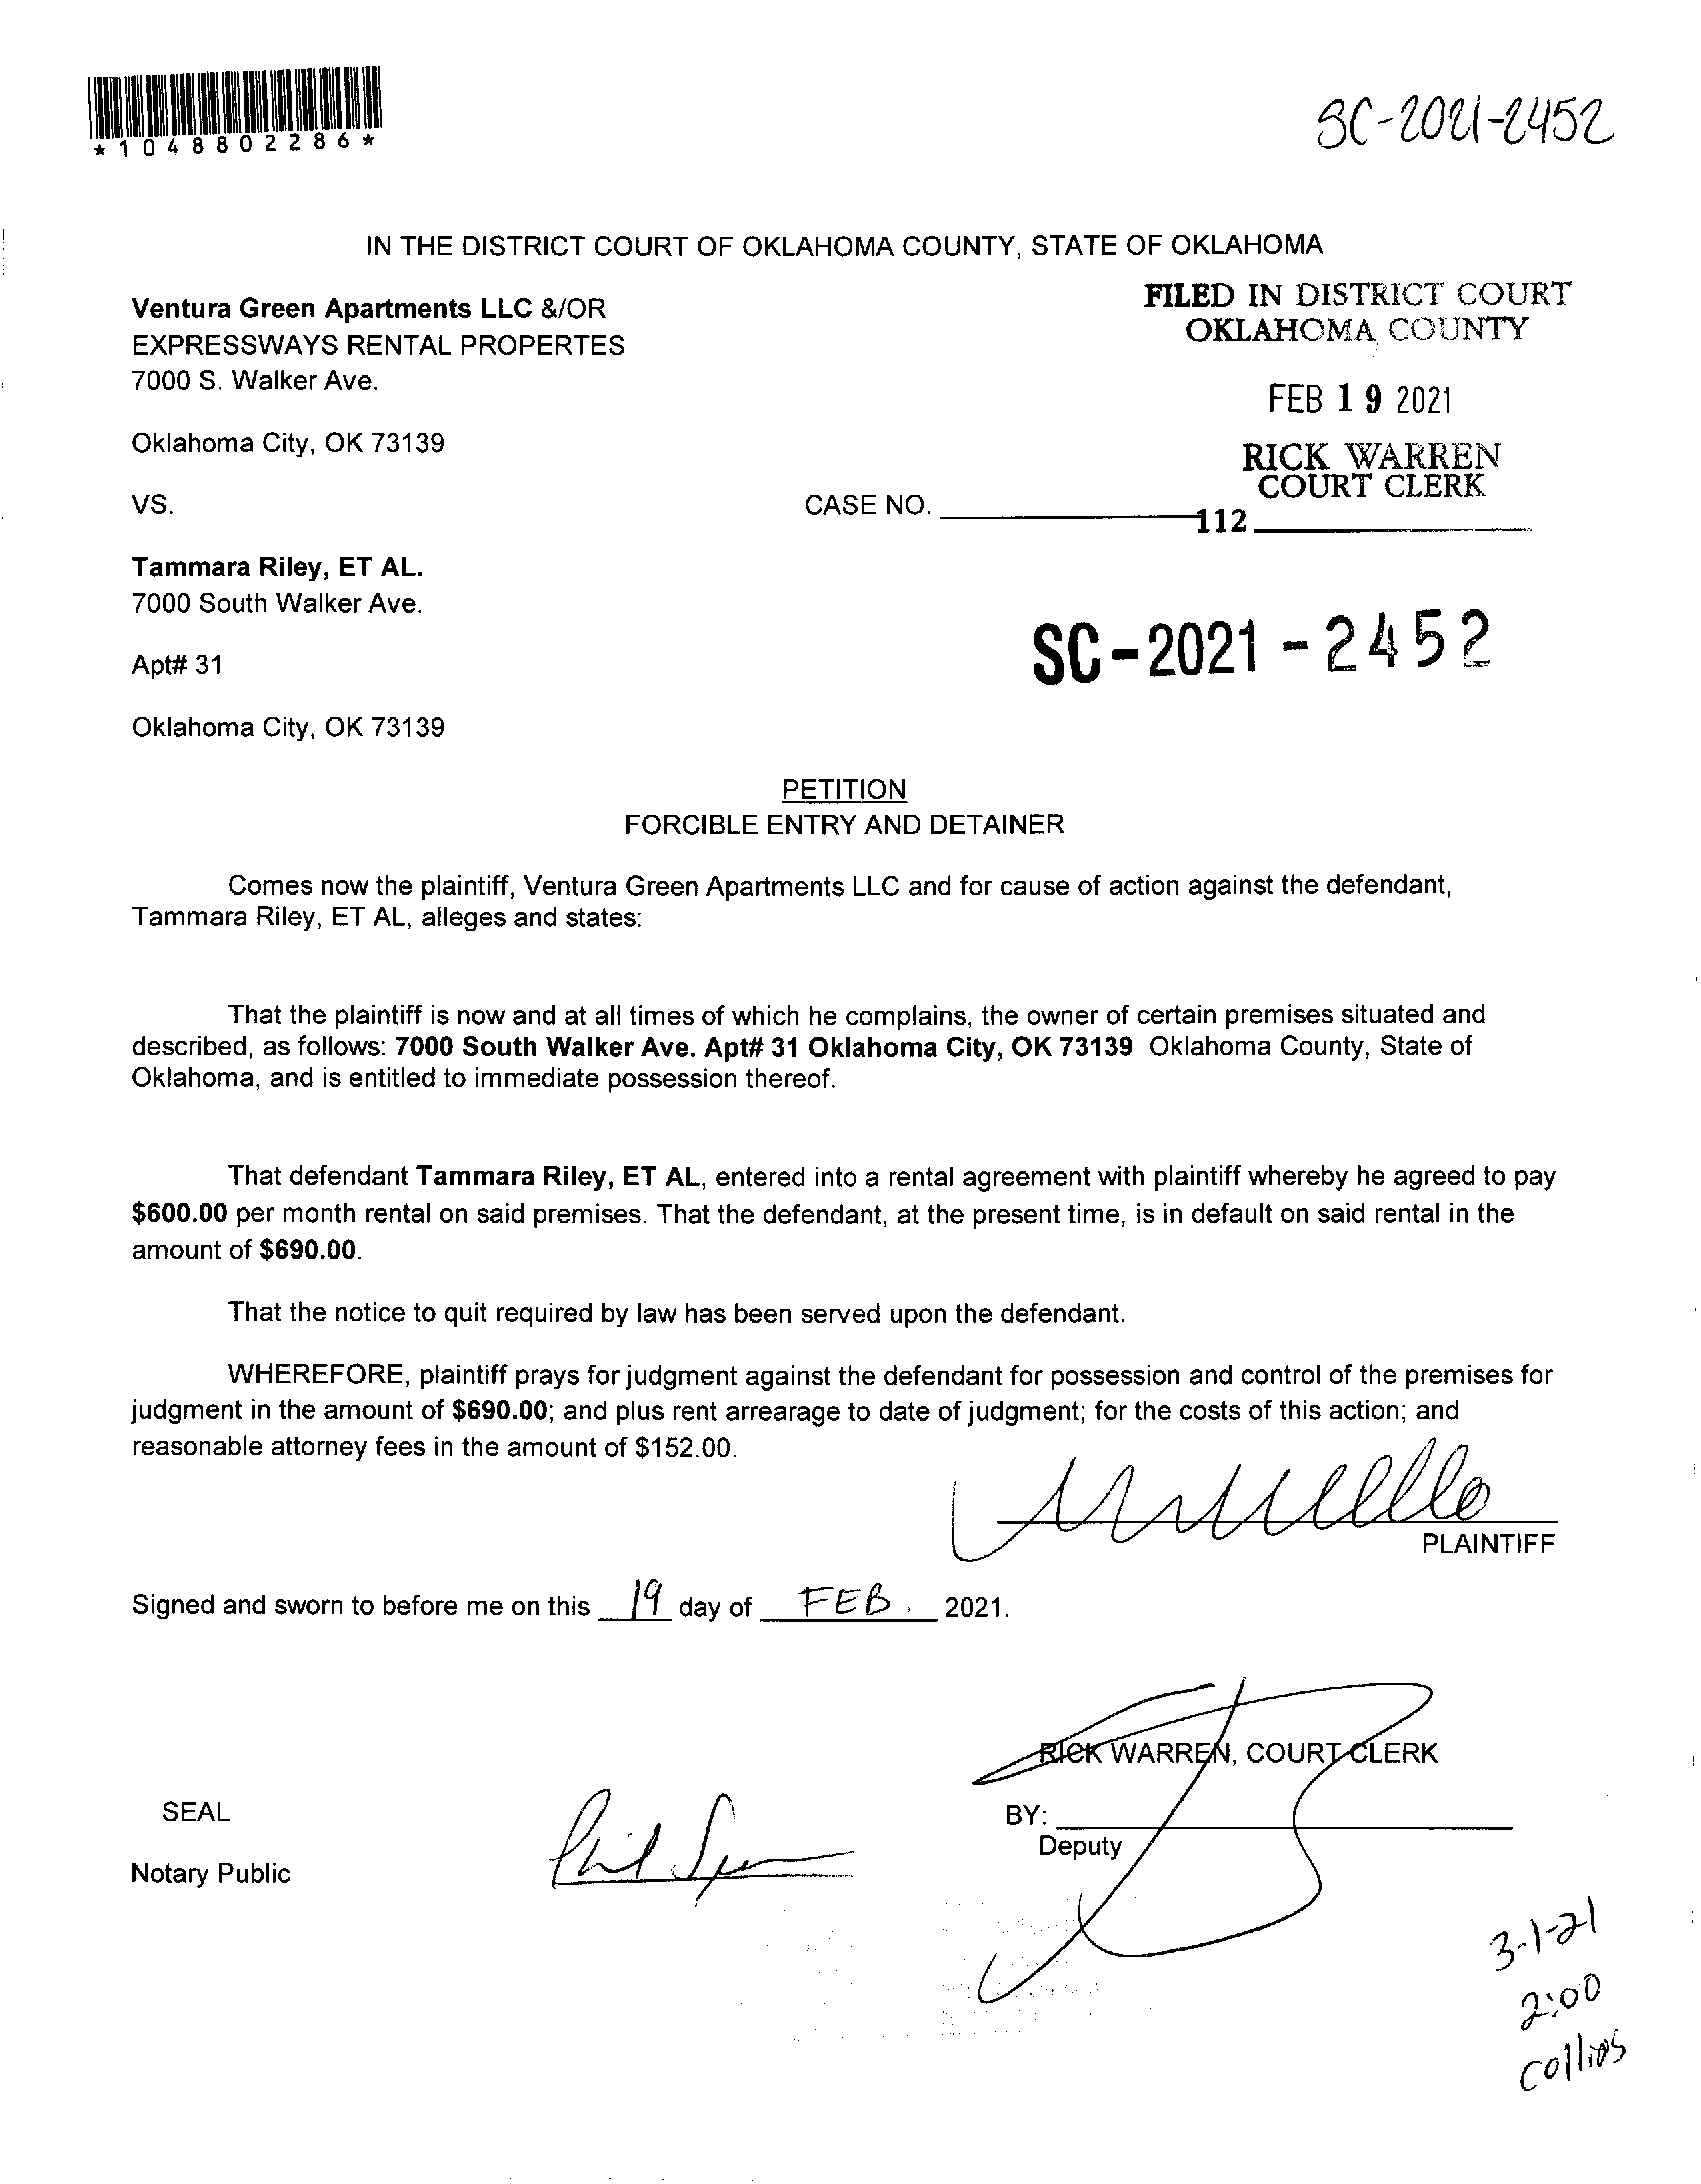 *1048802286*
SC-2021-2452
IN THE DISTRICT COURT OF OKLAHOMA COUNTY, STATE OF OKLAHOMA
FILED IN DISTRICT COURT
OKLAHOMA COUNTY
FEB 19 2021
RICK WARREN
COURT CLERK
112
Ventura Green Apartments LLC &/OR
EXPRESSWAYS RENTAL PROPERTES
7000 S. Walker Ave.
Oklahoma City, OK 73139
VS.
CASE NO.
Tammara Riley, ET AL.
7000 South Walker Ave.
SC-2021-2452
Apt# 31
Oklahoma City, OK 73139
PETITION
FORCIBLE ENTRY AND DETAINER
Comes now the plaintiff, Ventura Green Apartments LLC and for cause of action against the defendant,
Tammara Riley, ET AL, alleges and states:
That the plaintiff is now and at all times of which he complains, the owner of certain premises situated and
described, as follows: 7000 South Walker Ave. Apt# 31 Oklahoma City, OK 73139 Oklahoma County, State of
Oklahoma, and is entitled to immediate possession thereof.
That defendant Tammara Riley, ET AL, entered into a rental agreement with plaintiff whereby he agreed to pay
$600.00 per month rental on said premises. That the defendant, at the present time, is in default on said rental in the
amount of $690.00.
That the notice to quit required by law has been served upon the defendant.
WHEREFORE, plaintiff prays for judgment against the defendant for possession and control of the premises for
judgment in the amount of $690.00; and plus rent arrearage to date of judgment; for the costs of this action; and
reasonable attorney fees in the amount of $152.00.
PLAINTIFF
Signed and sworn to before me on this 19 day of FEB. 2021.
RICK WARREN, COURT CLERK
SEAL
BY:
Deputy
Notary Public
3-1-21
2:00
Collins